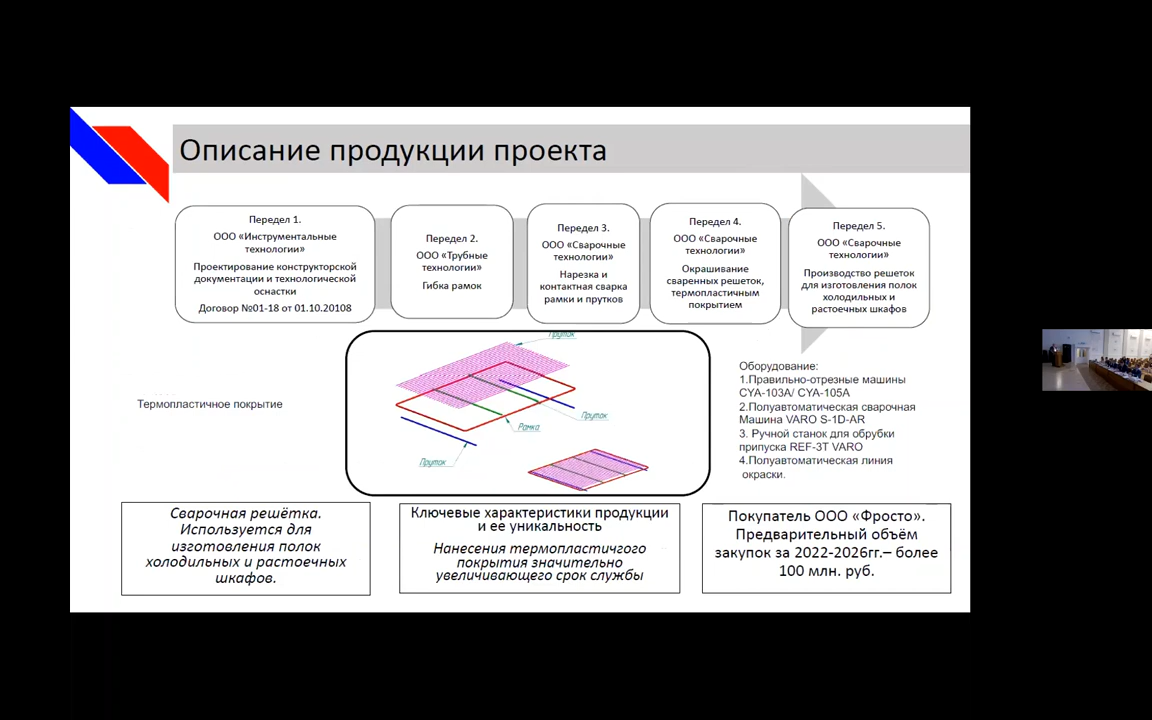 Описание продукции проекта
Передел 1.
ООО «Инструментальные
технологии»
Проектирование конструкторской
документации и технологической
оснастки
Договор №01-18 от 01.10.20108
Передел 2.
ООО «Трубные
технологии»
Гибка рамок
Передел 3.
ООО «Сварочные
технологии»
Нарезка и
контактная сварка
рамки и прутков
Передел 4.
ООО «Сварочные
технологии»
Окрашивание
сваренных решеток,
термопластичным
покрытием
Передел 5.
ООО «Сварочные
технологии»
Производство решеток
для изготовления полок
холодильных и
растоечных шкафов
Термопластичное покрытие
Пруток
Пруток
Рамка
Пруток
Оборудование:
1.Правильно-отрезные машины
CYA-103A/ CYA-105A
2.Полуавтоматическая сварочная
Машина VARO S-1D-AR
3. Ручной станок для обрубки
припуска REF-3T VARO
4.Полуавтоматическая линия
окраски.
Сварочная решётка.
Используется для
изготовления полок
холодильных и растоечных
шкафов.
Ключевые характеристики продукции
и ее уникальность
Нанесения термопластичгого
покрытия значительно
увеличивающего срок службы
Покупатель ООО «Фросто».
Предварительный объём
закупок за 2022-2026гг.– более
100 млн. руб.